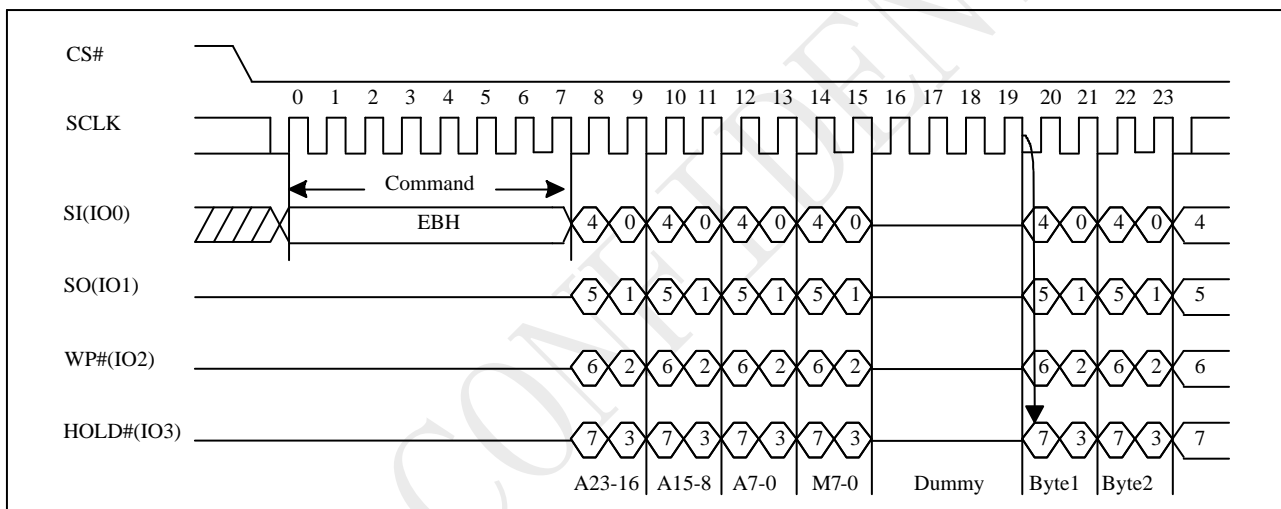 CS#
0 1 2 3 4 5 6 7 8 9 10 11 12 13 14 15 16 17 18 19 20 21 22 23
SCLK
Command
SI(IO0) EBH 4 0 4 0 4 0 4 0 4 0 4 0 4
SO(IO1) 5 1 5 1 5 1 5 1 5 1 5 1 5
WP#(IO2) 6 2 6 2 6 2 6 2 6 2 6 2 6
HOLD#(IO3) 7 3 7 3 7 3 7 3 7 3 7 3 7
A23-16 A15-8 A7-0 M7-0 Dummy Byte1 Byte2
CONFIDEN